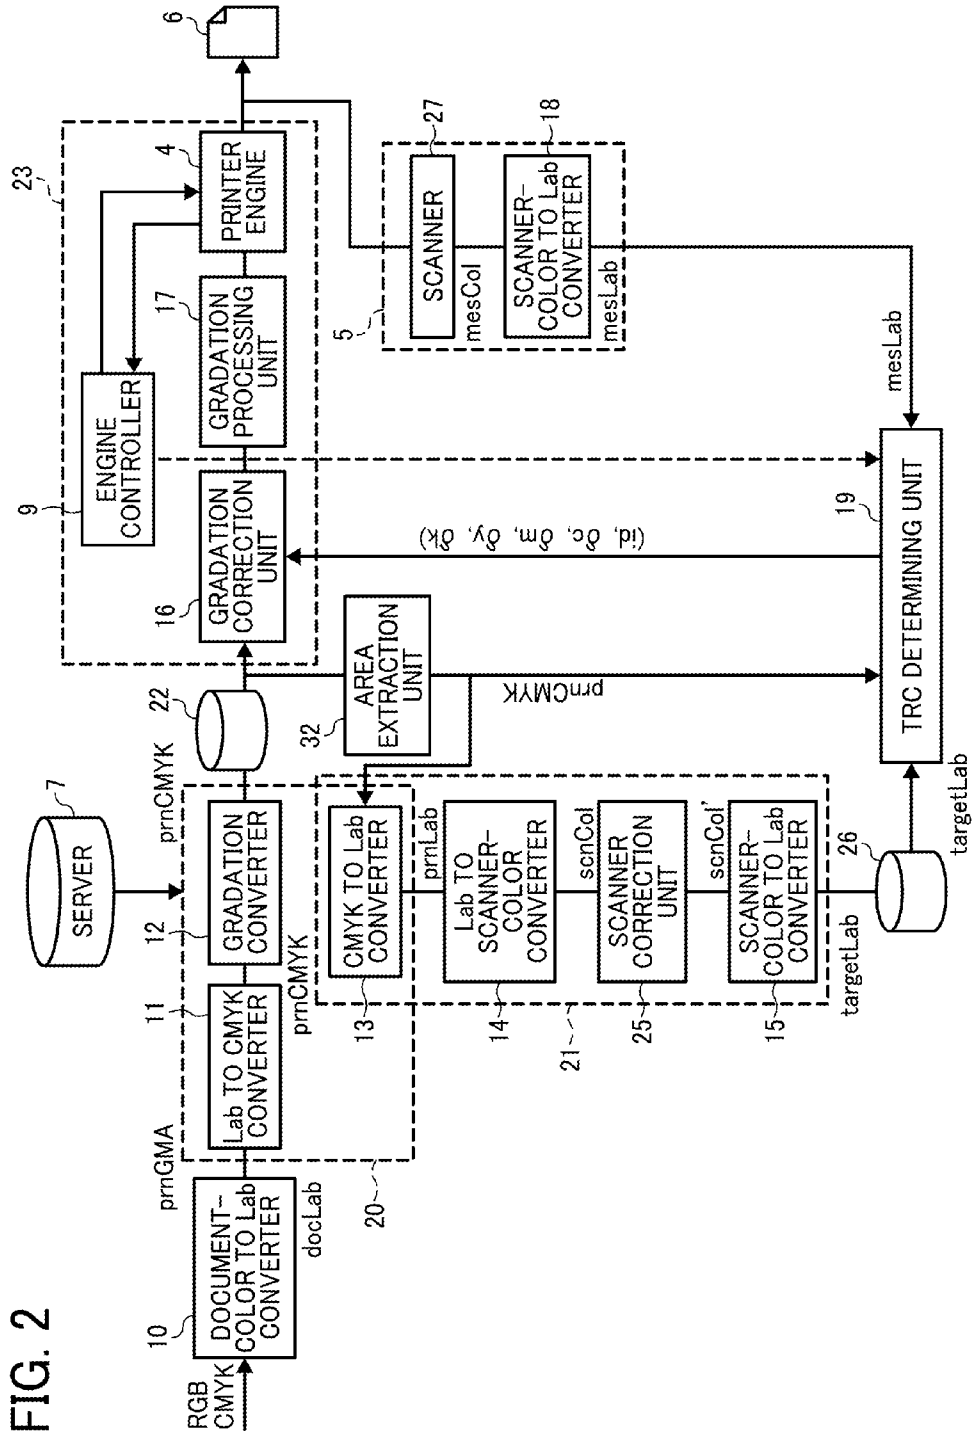 FIG. 2
RGB
CMYK
10
DOCUMENT-
COLOR TO Lab
CONVERTER
docLab
prnGMA
20
11
Lab TO CMYK
CONVERTER
prnCMYK
12
GRADATION
CONVERTER
prnCMYK
7
SERVER
22
23
16
GRADATION
CORRECTION
UNIT
9
ENGINE
CONTROLLER
17
GRADATION
PROCESSING
UNIT
4
PRINTER
ENGINE
6
32
AREA
EXTRACTION
UNIT
prnCMYK
(id, δc, δm, δy, δk)
13
CMYK TO Lab
CONVERTER
prnLab
14
Lab TO
SCANNER-
COLOR
CONVERTER
scnCol
21
25
SCANNER
CORRECTION
UNIT
scnCol'
15
SCANNER-
COLOR TO Lab
CONVERTER
targetLab
26
targetLab
5
27
SCANNER
mesCol
18
SCANNER-
COLOR TO Lab
CONVERTER
mesLab
mesLab
19
TRC DETERMINING UNIT